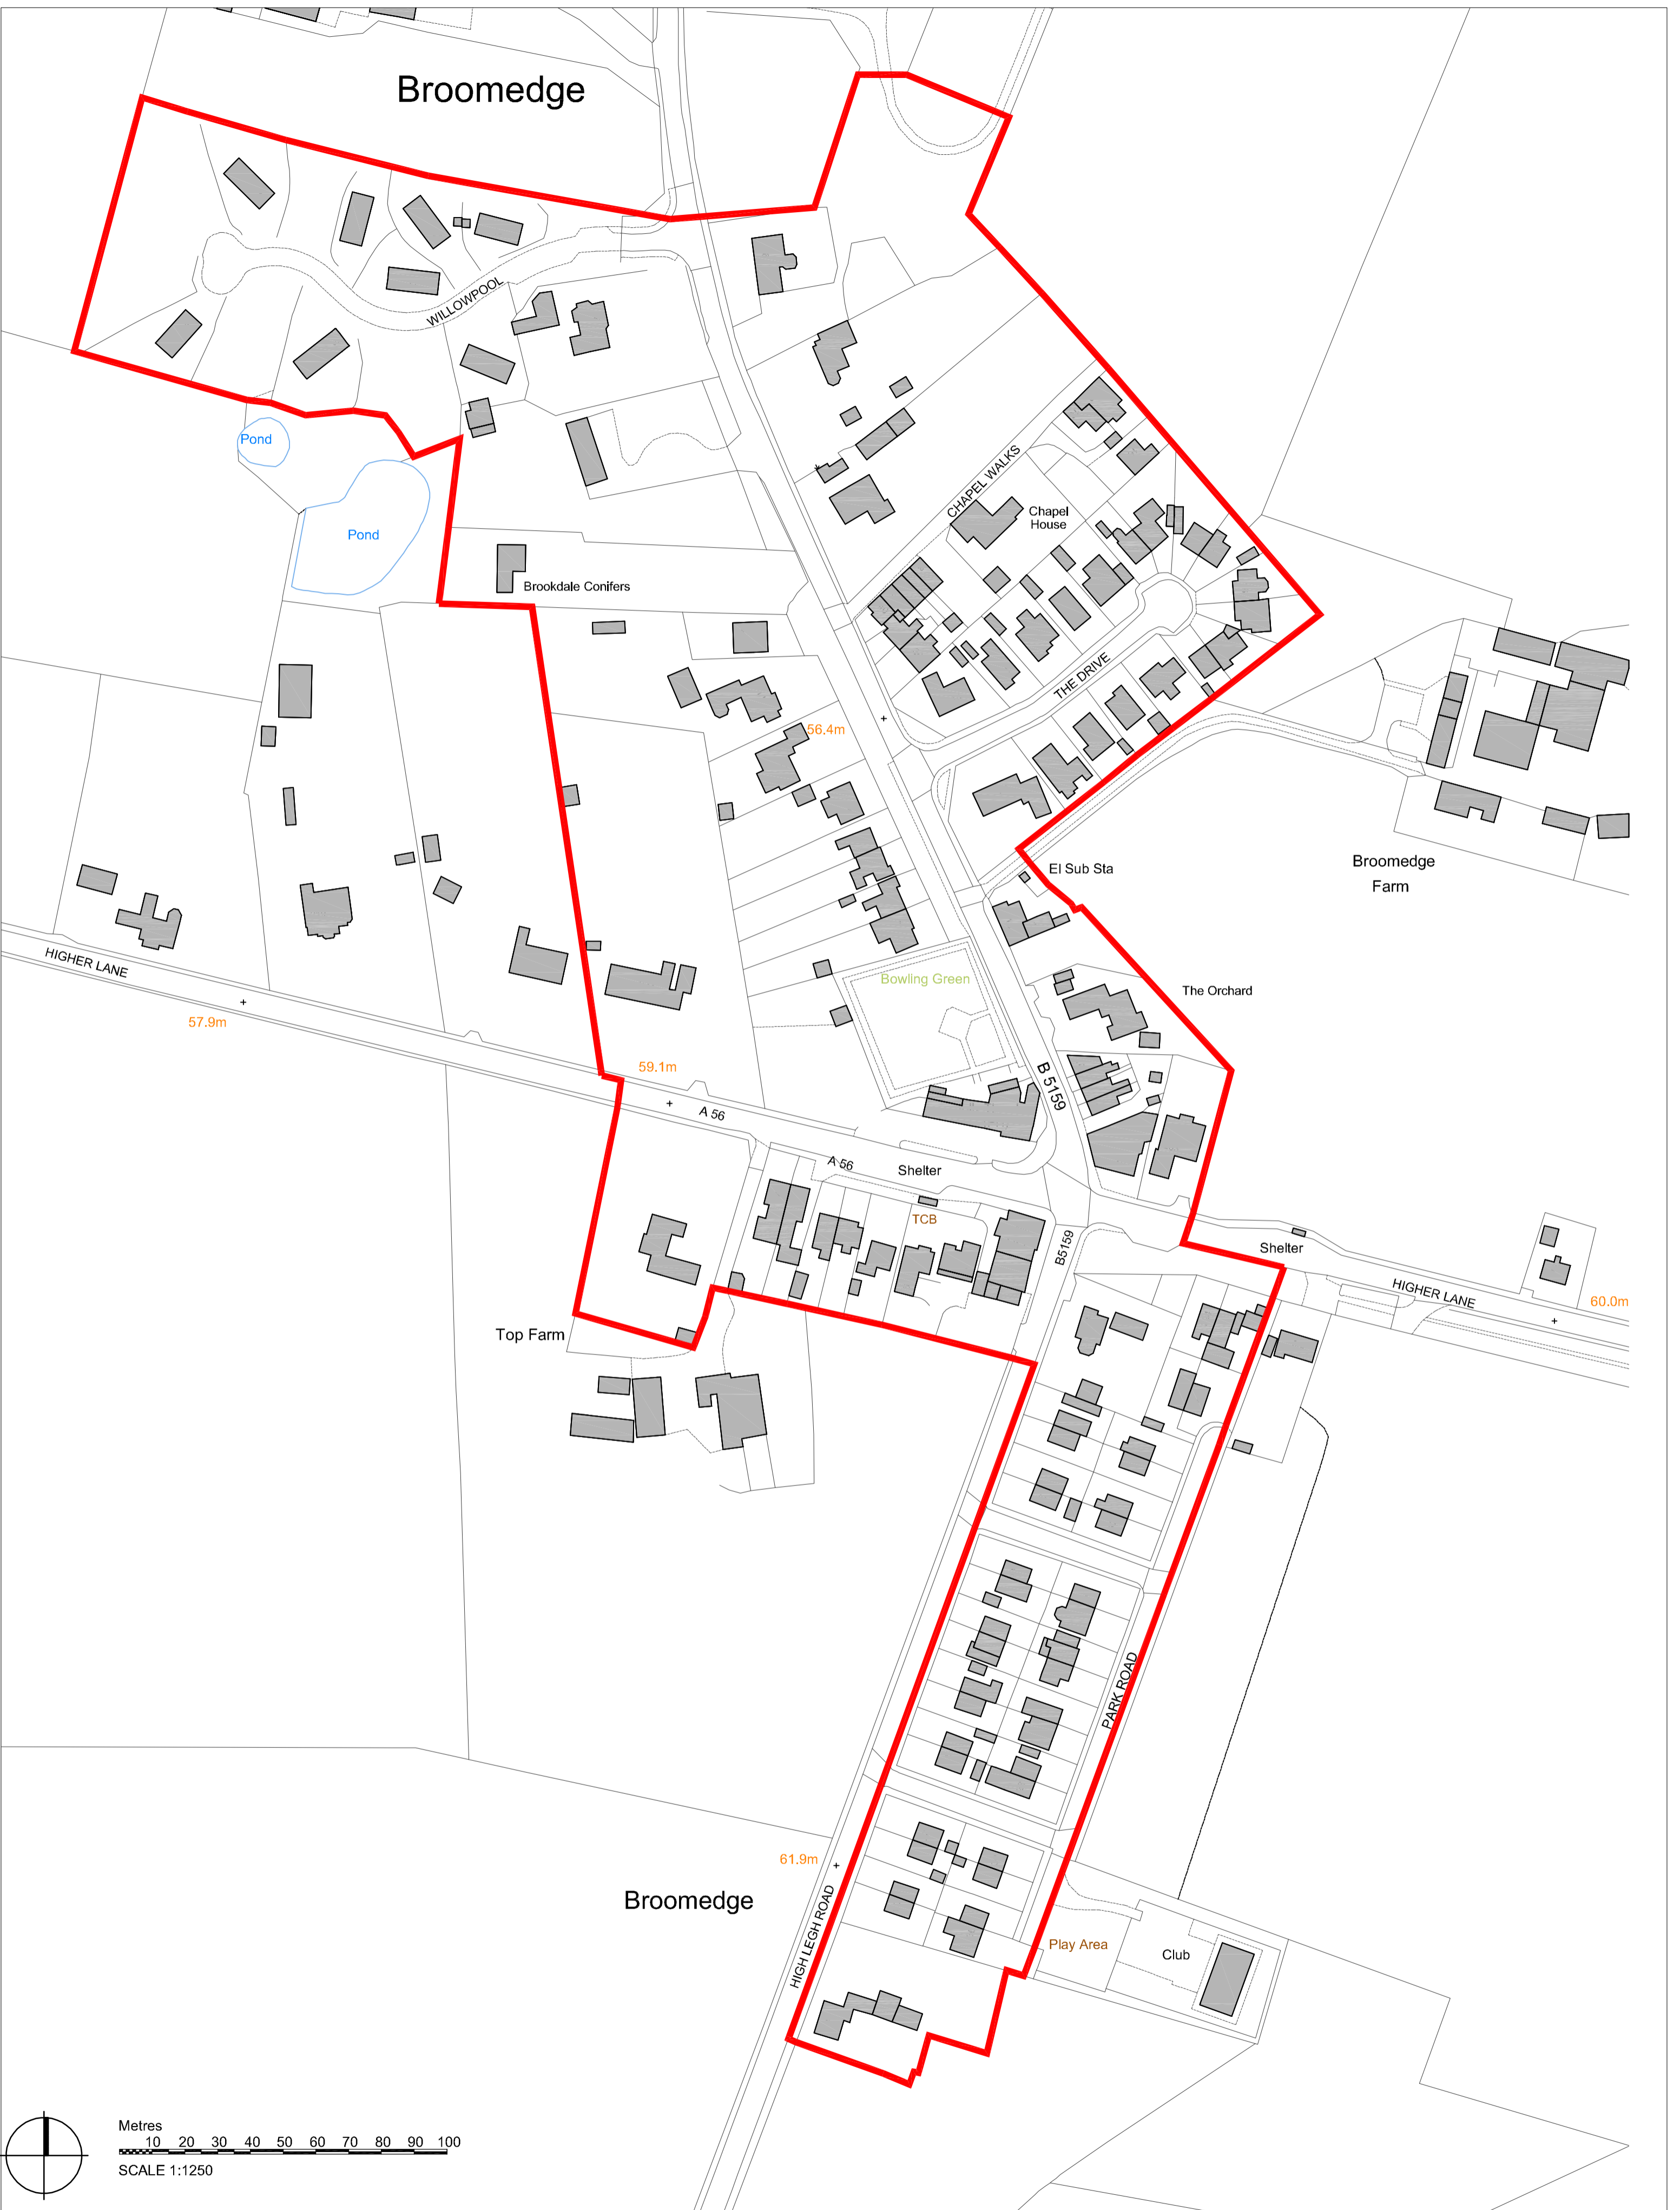 Broomedge
WILLOWPOOL
Pond
Pond
CHAPEL WALKS
Chapel
House
Brookdale Conifers
THE DRIVE
56.4m
El Sub Sta
Broomedge
Farm
HIGHER LANE
57.9m
Bowling Green
The Orchard
59.1m
A 56
B 5159
A 56
Shelter
TCB
B5159
Shelter
HIGHER LANE
60.0m
Top Farm
PARK ROAD
61.9m
Broomedge
HIGH LEGH ROAD
Play Area
Club
Metres
10 20 30 40 50 60 70 80 90 100
SCALE 1:1250